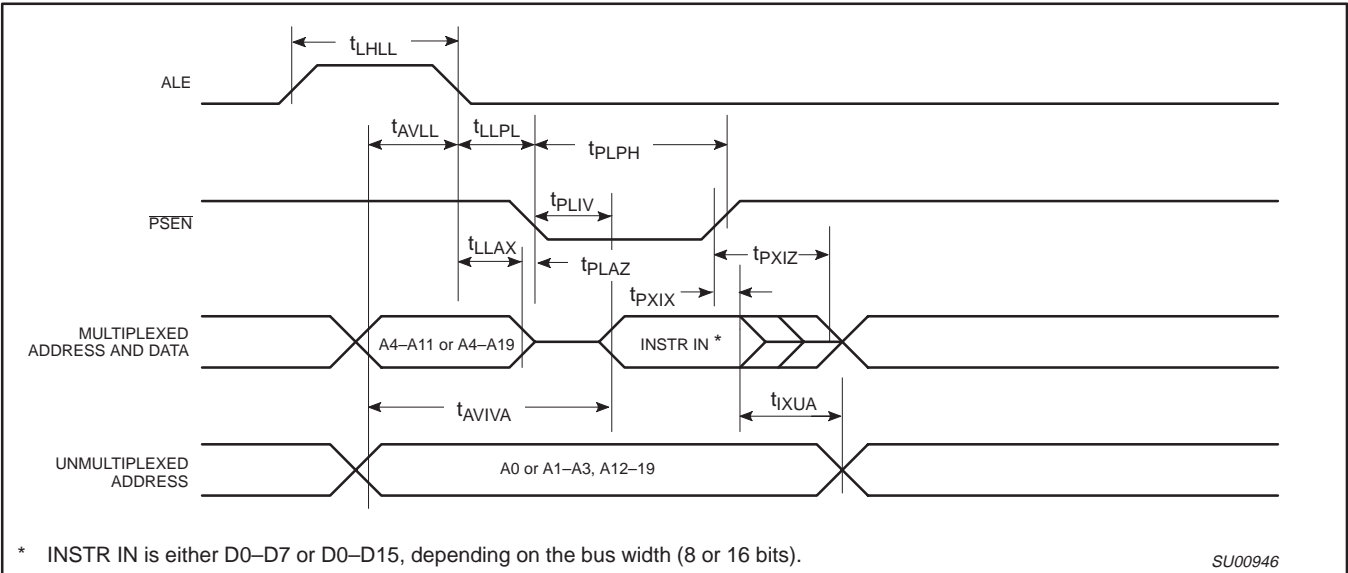 tLHLL
ALE
tAVLL
tLLPL
tPLPH
PSEN
tPLIV
tLLAX
tPLAZ
tPXIZ
tPXIX
MULTIPLEXED
ADDRESS AND DATA
A4–A11 or A4–A19
INSTR IN *
tAVIVA
tIXUA
UNMULTIPLEXED
ADDRESS
A0 or A1–A3, A12–19
* INSTR IN is either D0–D7 or D0–D15, depending on the bus width (8 or 16 bits).
SU00946